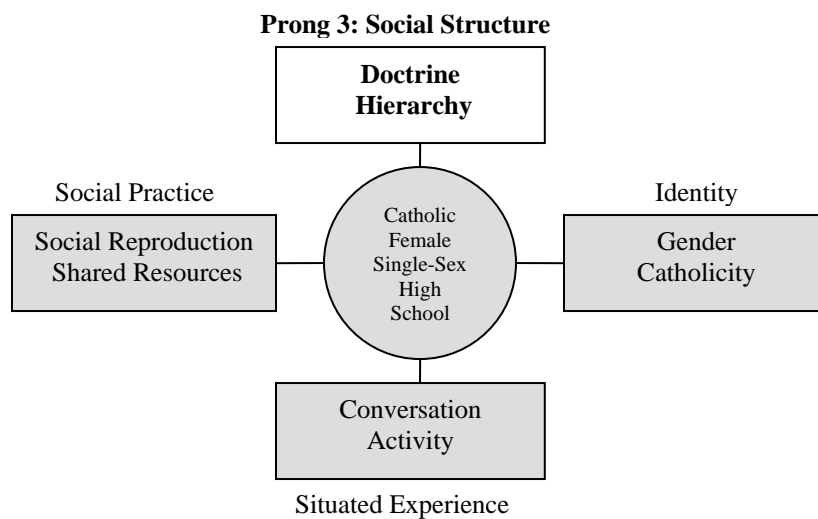 Prong 3: Social Structure
Doctrine
Hierarchy
Social Practice
Social Reproduction
Shared Resources
Catholic
Female
Single-Sex
High
School
Identity
Gender
Catholicity
Conversation
Activity
Situated Experience